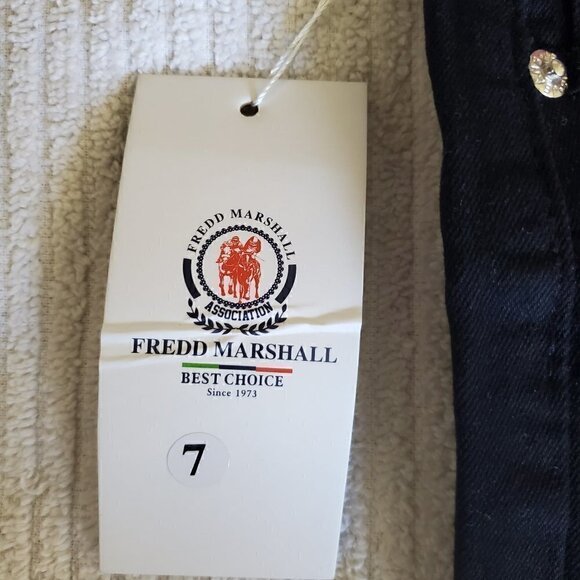 FREDD MARSHALL
ASSOCIATION
FREDD MARSHALL
BEST CHOICE
Since 1973
7